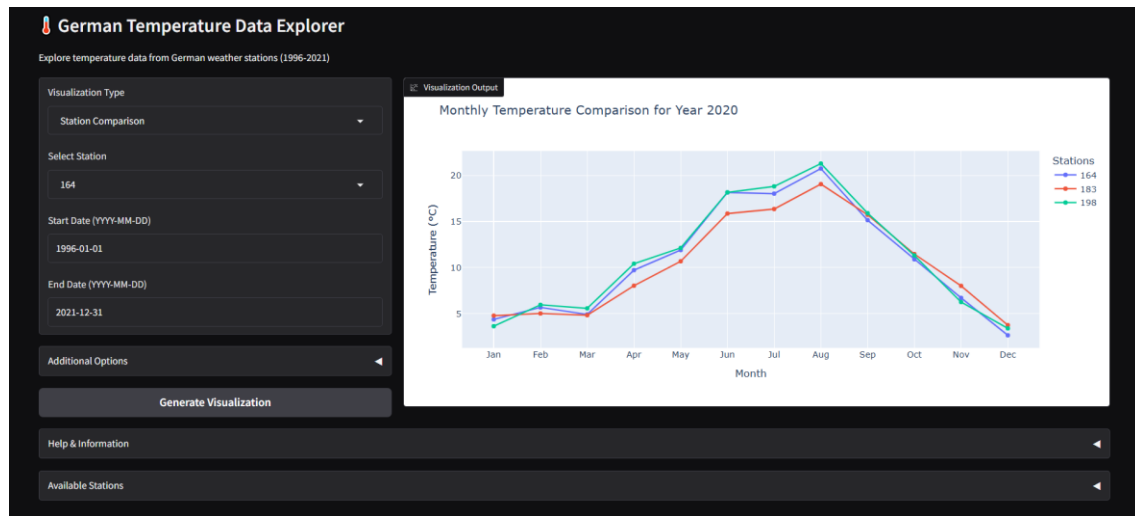 German Temperature Data Explorer
Explore temperature data from German weather stations (1996-2021)
Visualization Type
Station Comparison
Select Station
164
Start Date (YYYY-MM-DD)
1996-01-01
End Date (YYYY-MM-DD)
2021-12-31
Additional Options
Generate Visualization
Visualization Output
Monthly Temperature Comparison for Year 2020
Temperature (°C)
20
15
10
5
Jan Feb Mar Apr May Jun Jul Aug Sep Oct Nov Dec
Month
Stations
164
183
198
Help & Information
Available Stations